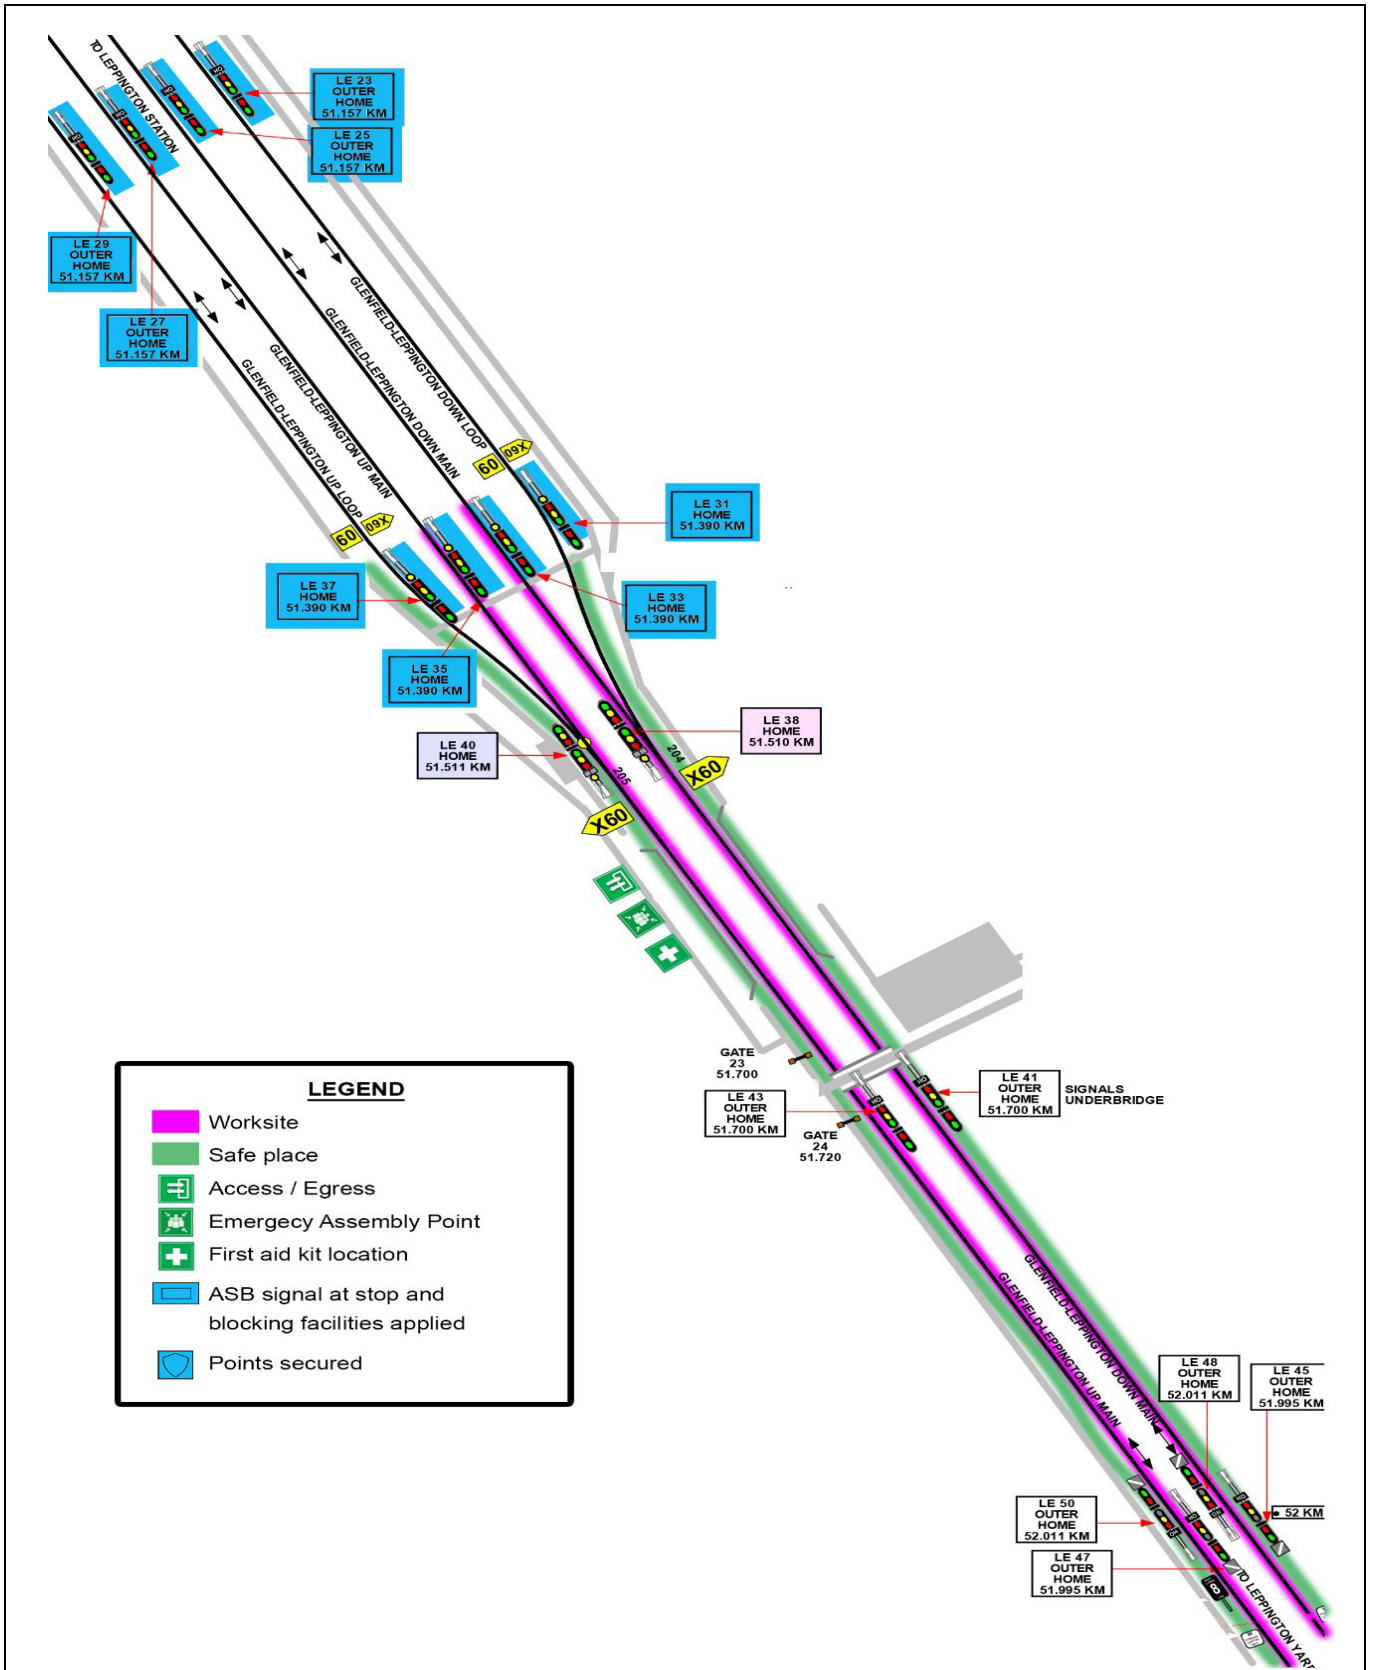 TO LEPPINGTON STATION
LE 23
OUTER
HOME
51.157 KM
LE 25
OUTER
HOME
51.157 KM
LE 29
OUTER
HOME
51.157 KM
LE 27
OUTER
HOME
51.157 KM
GLENFIELD-LEPPINGTON DOWN LOOP
GLENFIELD-LEPPINGTON DOWN MAIN
GLENFIELD-LEPPINGTON UP MAIN
GLENFIELD-LEPPINGTON UP LOOP
60
X60
60
X60
LE 31
HOME
51.390 KM
LE 37
HOME
51.390 KM
LE 33
HOME
51.390 KM
LE 35
HOME
51.390 KM
LE 38
HOME
51.510 KM
LE 40
HOME
51.511 KM
204
205
X60
X60
GATE
23
51.700
LE 43
OUTER
HOME
51.700 KM
GATE
24
51.720
LE 41
OUTER
HOME
51.700 KM
SIGNALS
UNDERBRIDGE
LEGEND
Worksite
Safe place
Access / Egress
Emergecy Assembly Point
First aid kit location
ASB signal at stop and
blocking facilities applied
Points secured
GLENFIELD-LEPPINGTON DOWN MAIN
GLENFIELD-LEPPINGTON UP MAIN
LE 48
OUTER
HOME
52.011 KM
LE 45
OUTER
HOME
51.995 KM
52 KM
LE 50
OUTER
HOME
52.011 KM
LE 47
OUTER
HOME
51.995 KM
8
TO LEPPINGTON YARD